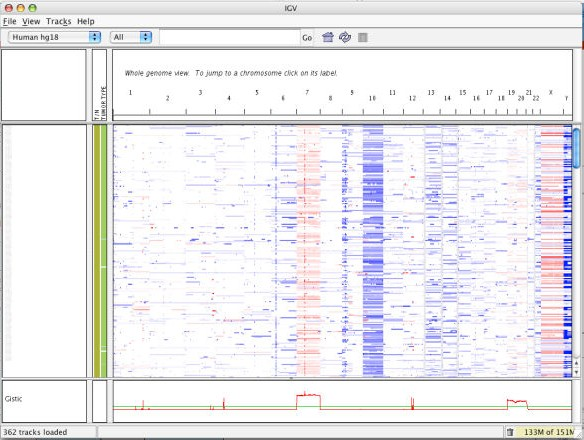 IGV
File View Tracks Help
Human hg18 All Go
Whole genome view. To jump to a chromosome click on its label.
1 2 3 4 5 6 7 8 9 10 11 12 13 14 15 16 17 18 19 20 21 22 X Y
T/N
TUMOR TYPE
Gistic
362 tracks loaded 133M of 151M